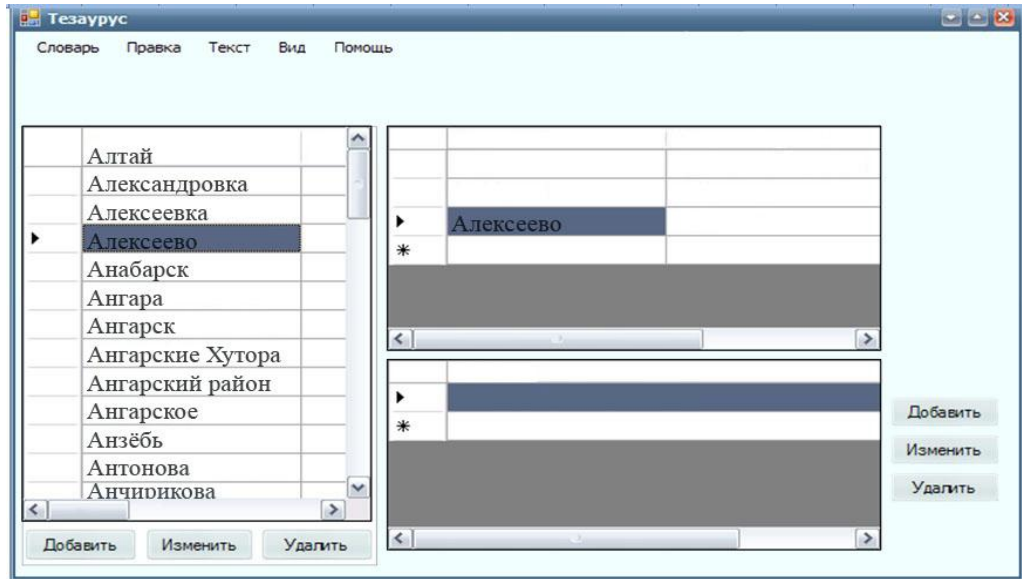 Тезаурус
Словарь Правка Текст Вид Помощь
Алтай
Александровка
Алексеевка
Алексеево
Анабарск
Ангара
Ангарск
Ангарские Хутора
Ангарский район
Ангарское
Анзёбь
Антонова
Анчирикова
Добавить Изменить Удалить
Алексеево
Добавить
Изменить
Удалить